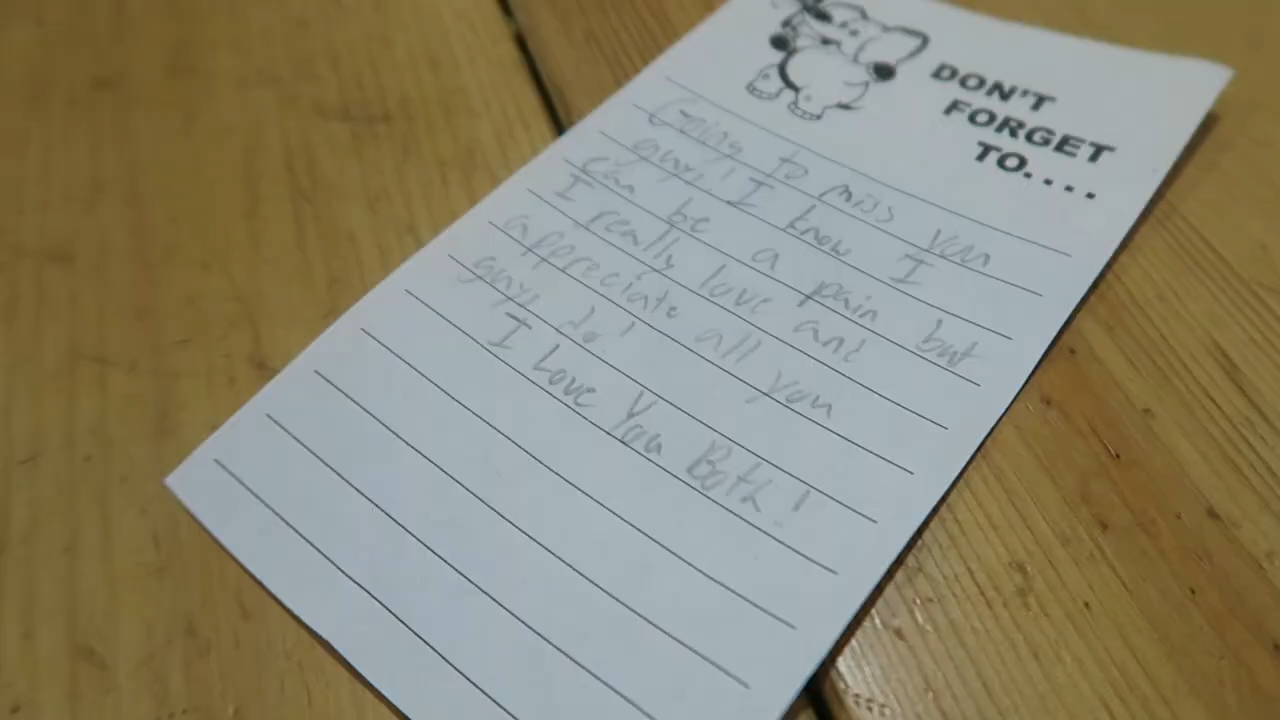 DON'T
FORGET
TO....
Going to miss you
guys! I know I
can be a pain but
I really love and
appreciate all you
guys do!
I Love You Both!